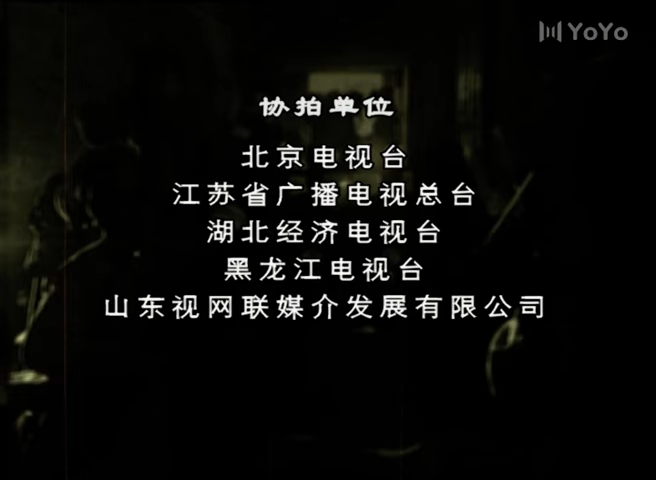 YoYo
协拍单位
北京电视台
江苏省广播电视总台
湖北经济电视台
黑龙江电视台
山东视网联媒介发展有限公司